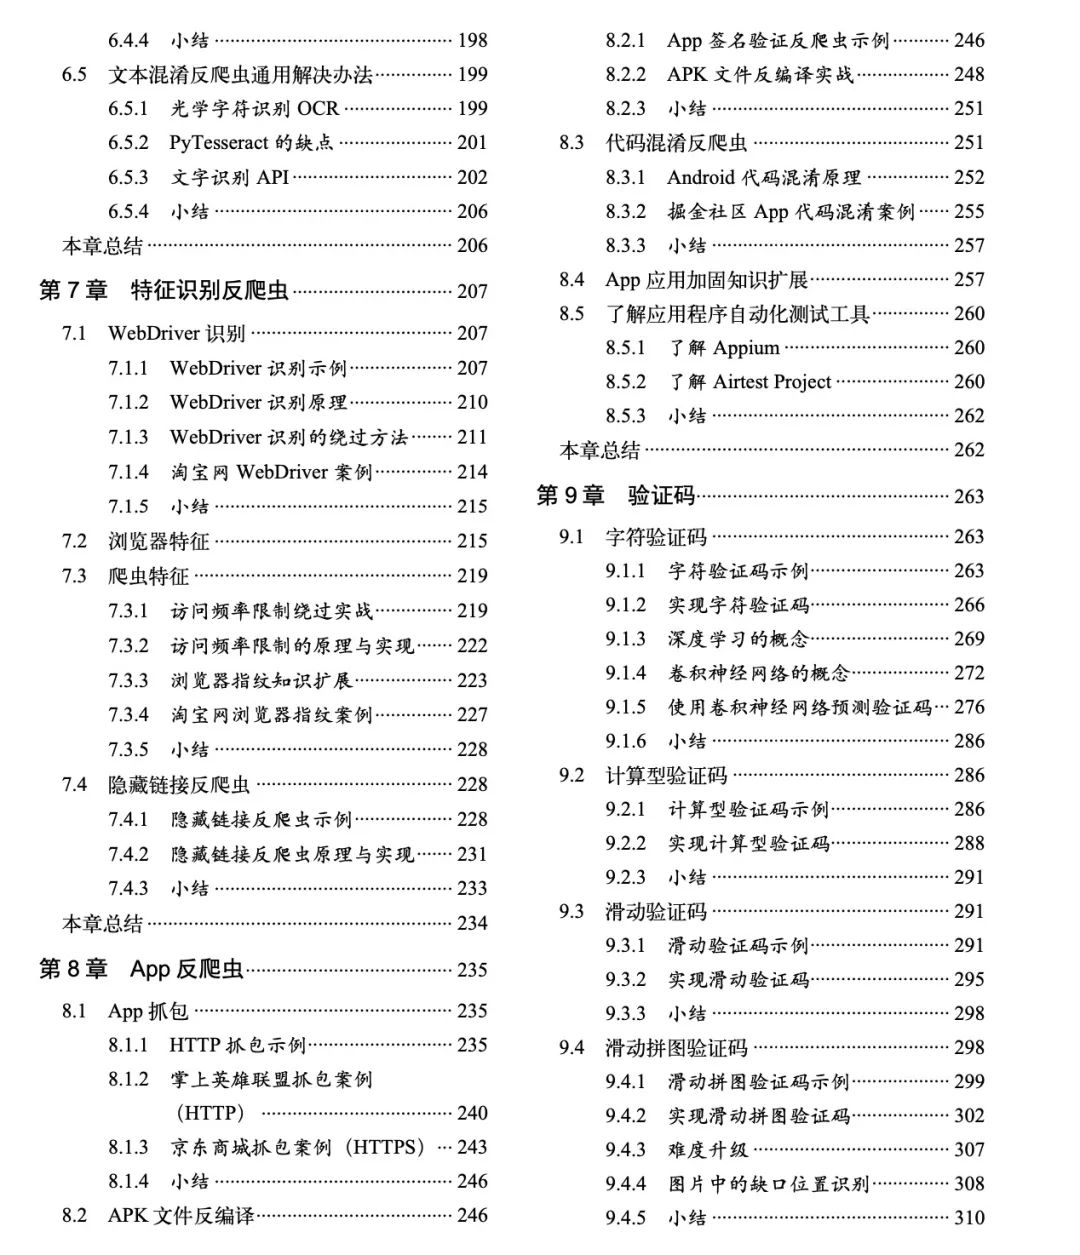 6.4.4 小结 ················ 198
6.5 文本混淆反爬虫通用解决办法 ················ 199
6.5.1 光学字符识别 OCR ················ 199
6.5.2 PyTesseract 的缺点 ················ 201
6.5.3 文字识别 API ················ 202
6.5.4 小结 ················ 206
本章总结 ················ 206
第 7 章 特征识别反爬虫 ················ 207
7.1 WebDriver 识别 ················ 207
7.1.1 WebDriver 识别示例 ················ 207
7.1.2 WebDriver 识别原理 ················ 210
7.1.3 WebDriver 识别的绕过方法 ········ 211
7.1.4 淘宝网 WebDriver 案例 ················ 214
7.1.5 小结 ················ 215
7.2 浏览器特征 ················ 215
7.3 爬虫特征 ················ 219
7.3.1 访问频率限制绕过实战 ················ 219
7.3.2 访问频率限制的原理与实现 ······· 222
7.3.3 浏览器指纹知识扩展 ················ 223
7.3.4 淘宝网浏览器指纹案例 ················ 227
7.3.5 小结 ················ 228
7.4 隐藏链接反爬虫 ················ 228
7.4.1 隐藏链接反爬虫示例 ················ 228
7.4.2 隐藏链接反爬虫原理与实现 ······· 231
7.4.3 小结 ················ 233
本章总结 ················ 234
第 8 章 App 反爬虫 ················ 235
8.1 App 抓包 ················ 235
8.1.1 HTTP 抓包示例 ················ 235
8.1.2 掌上英雄联盟抓包案例
（HTTP） ················ 240
8.1.3 京东商城抓包案例（HTTPS） ··· 243
8.1.4 小结 ················ 246
8.2 APK 文件反编译 ················ 246
8.2.1 App 签名验证反爬虫示例 ··········· 246
8.2.2 APK 文件反编译实战 ················ 248
8.2.3 小结 ················ 251
8.3 代码混淆反爬虫 ················ 251
8.3.1 Android 代码混淆原理 ················ 252
8.3.2 掘金社区 App 代码混淆案例 ······ 255
8.3.3 小结 ················ 257
8.4 App 应用加固知识扩展 ················ 257
8.5 了解应用程序自动化测试工具 ················ 260
8.5.1 了解 Appium ················ 260
8.5.2 了解 Airtest Project ················ 260
8.5.3 小结 ················ 262
本章总结 ················ 262
第 9 章 验证码 ················ 263
9.1 字符验证码 ················ 263
9.1.1 字符验证码示例 ················ 263
9.1.2 实现字符验证码 ················ 266
9.1.3 深度学习的概念 ················ 269
9.1.4 卷积神经网络的概念 ················ 272
9.1.5 使用卷积神经网络预测验证码 ··· 276
9.1.6 小结 ················ 286
9.2 计算型验证码 ················ 286
9.2.1 计算型验证码示例 ················ 286
9.2.2 实现计算型验证码 ················ 288
9.2.3 小结 ················ 291
9.3 滑动验证码 ················ 291
9.3.1 滑动验证码示例 ················ 291
9.3.2 实现滑动验证码 ················ 295
9.3.3 小结 ················ 298
9.4 滑动拼图验证码 ················ 298
9.4.1 滑动拼图验证码示例 ················ 299
9.4.2 实现滑动拼图验证码 ················ 302
9.4.3 难度升级 ················ 307
9.4.4 图片中的缺口位置识别 ················ 308
9.4.5 小结 ················ 310